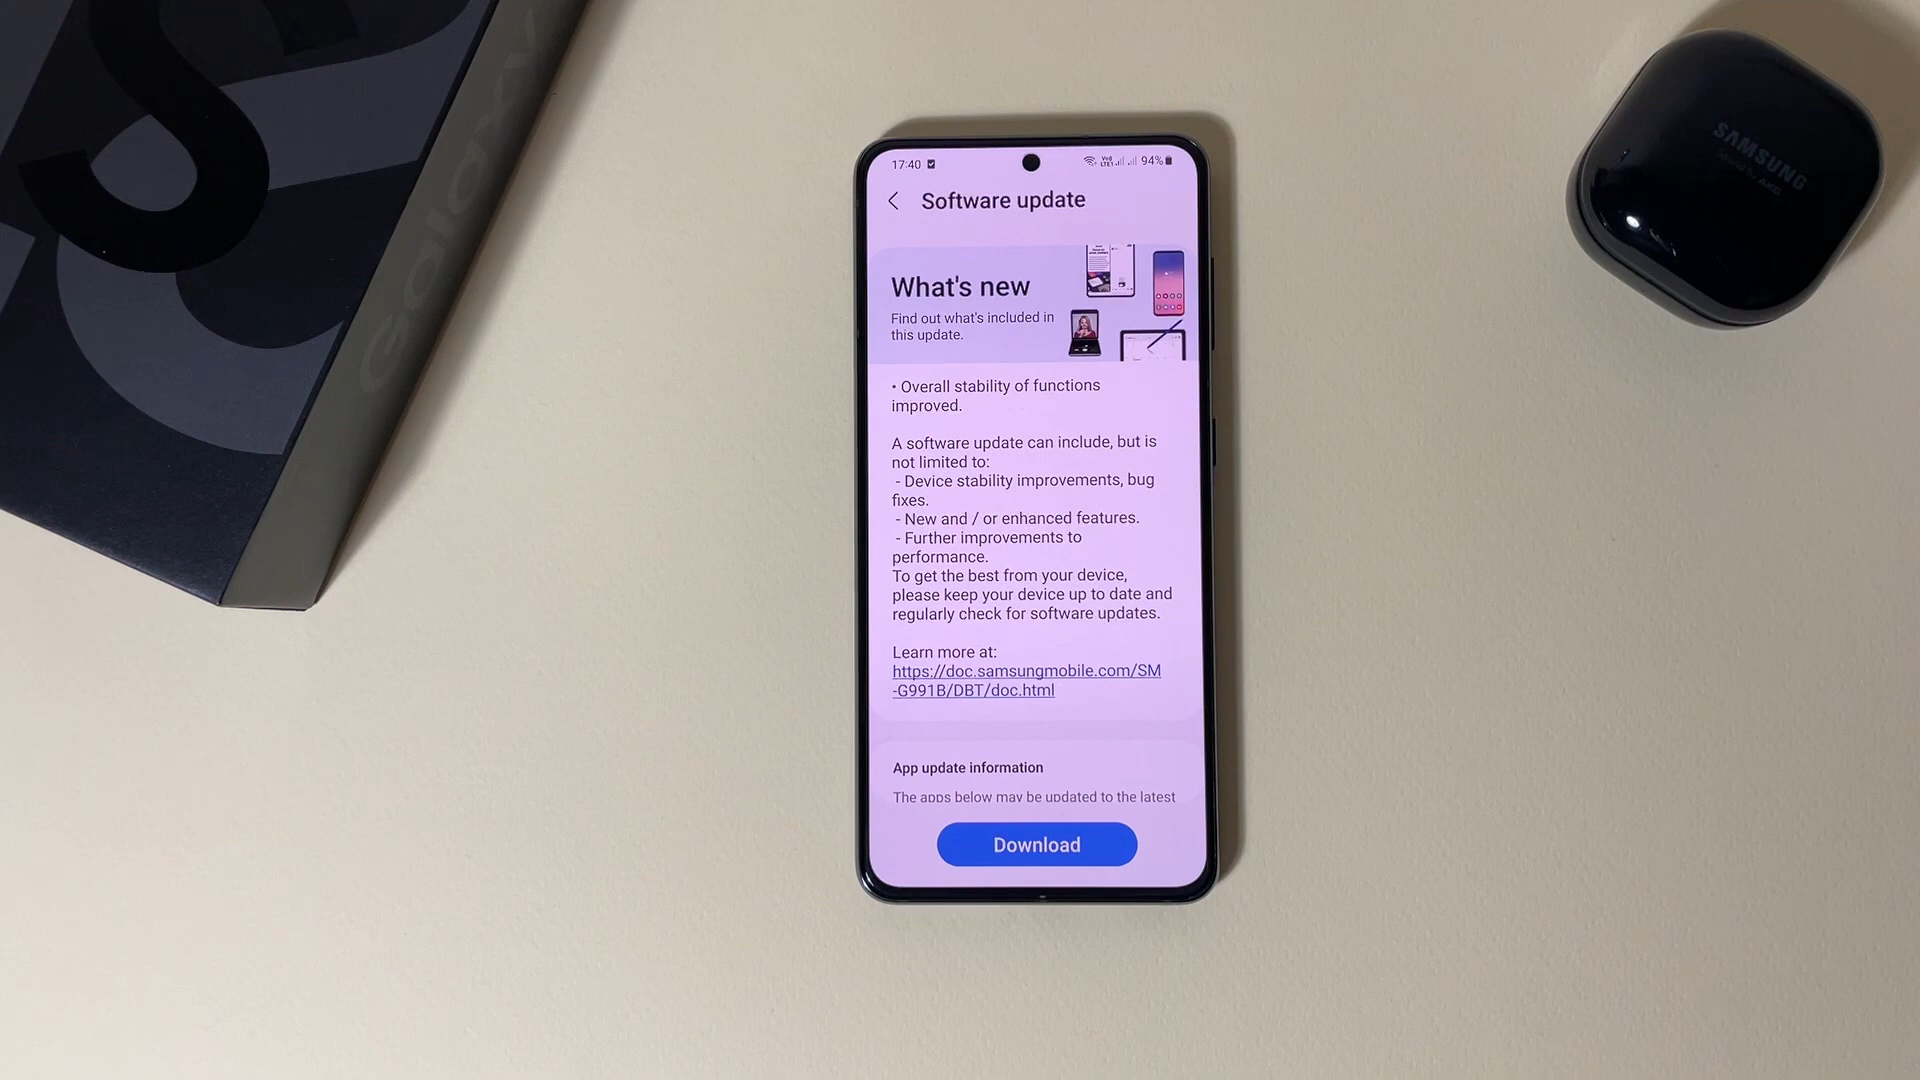 Galaxy
S
17:40
94%
Software update
What's new
Find out what's included in
this update.
• Overall stability of functions
improved.
A software update can include, but is
not limited to:
- Device stability improvements, bug
fixes.
- New and / or enhanced features.
- Further improvements to
performance.
To get the best from your device,
please keep your device up to date and
regularly check for software updates.
Learn more at:
https://doc.samsungmobile.com/SM
-G991B/DBT/doc.html
App update information
The apps below may be updated to the latest
Download
SAMSUNG
Sound by AKG